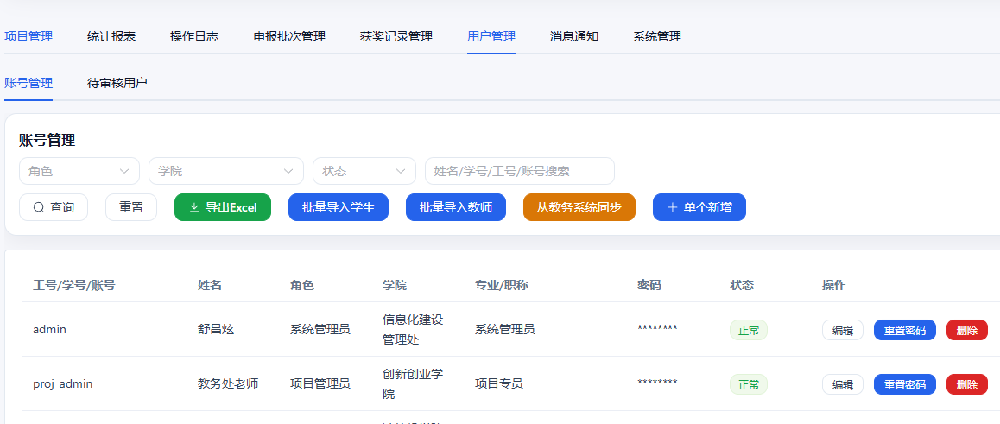 项目管理 统计报表 操作日志 申报批次管理 获奖记录管理 用户管理 消息通知 系统管理
账号管理 待审核用户
账号管理
角色 学院 状态 姓名/学号/工号/账号搜索
查询 重置 导出Excel 批量导入学生 批量导入教师 从教务系统同步 + 单个新增
工号/学号/账号 姓名 角色 学院 专业/职称 密码 状态 操作
admin 舒昌炫 系统管理员 信息化建设 系统管理员 ******** 正常 编辑 重置密码 删除
管理处
proj_admin 教务处老师 项目管理员 创新创业学 项目专员 ******** 正常 编辑 重置密码 删除
院